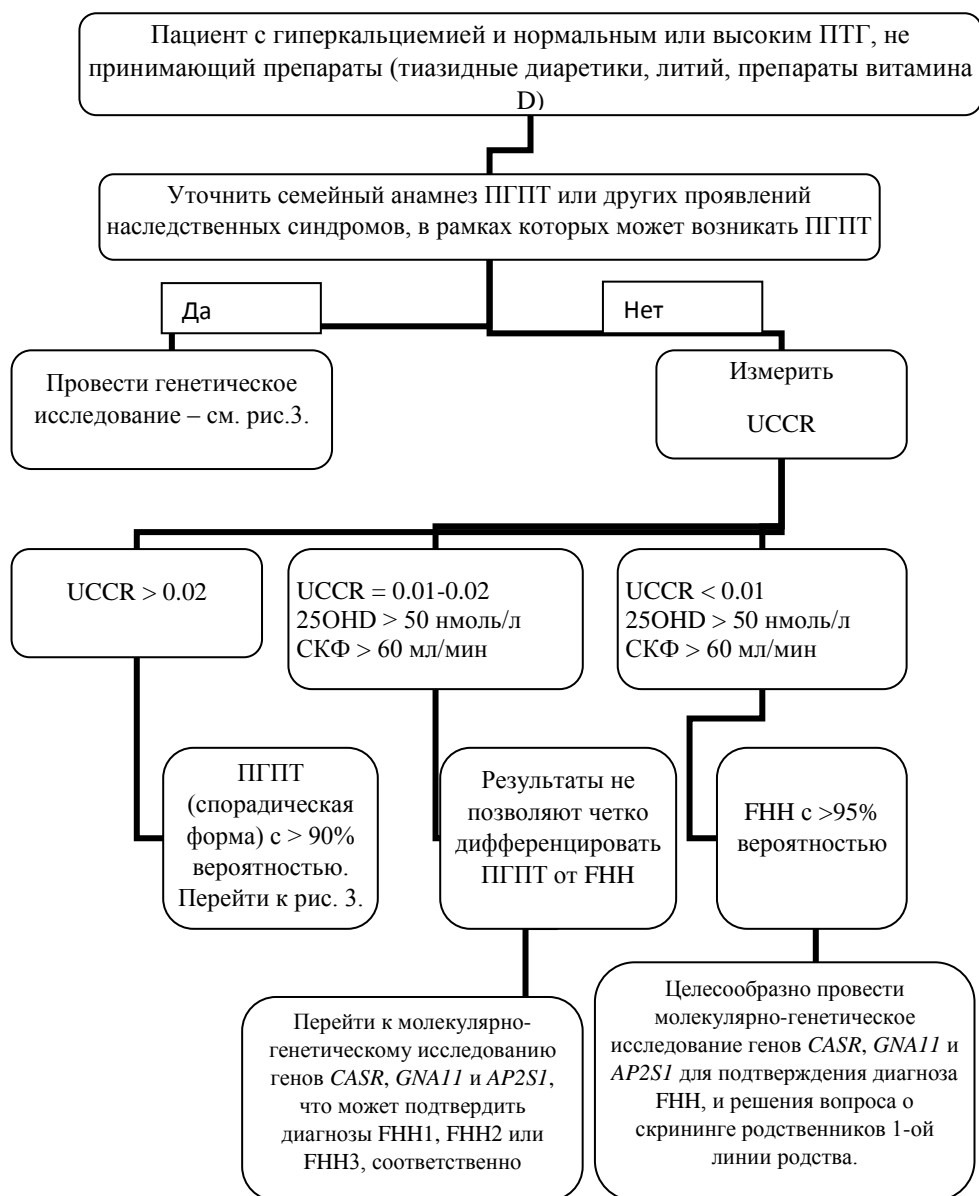 Пациент с гиперкальциемией и нормальным или высоким ПТГ, не
принимающий препараты (тиазидные диаретики, литий, препараты витамина
D)
Уточнить семейный анамнез ПГПТ или других проявлений
наследственных синдромов, в рамках которых может возникать ПГПТ
Да
Нет
Провести генетическое
исследование – см. рис.3.
Измерить
UCCR
UCCR > 0.02
UCCR = 0.01-0.02
25OHD > 50 нмоль/л
СКФ > 60 мл/мин
UCCR < 0.01
25OHD > 50 нмоль/л
СКФ > 60 мл/мин
ПГПТ
(спорадическая
форма) с > 90%
вероятностью.
Перейти к рис. 3.
Результаты не
позволяют четко
дифференцировать
ПГПТ от FHH
FHH с >95%
вероятностью
Перейти к молекулярно-
генетическому исследованию
генов CASR, GNA11 и AP2S1,
что может подтвердить
диагнозы FHH1, FHH2 или
FHH3, соответственно
Целесообразно провести
молекулярно-генетическое
исследование генов CASR, GNA11 и
AP2S1 для подтверждения диагноза
FHH, и решения вопроса о
скрининге родственников 1-ой
линии родства.